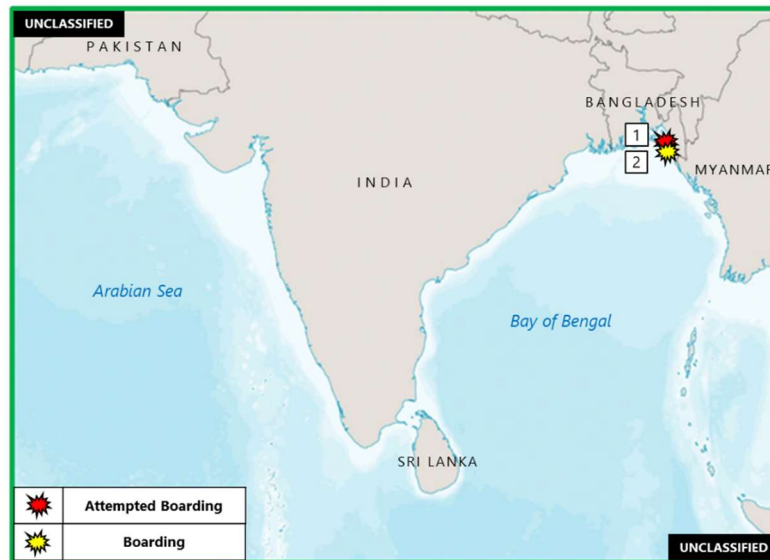 UNCLASSIFIED
PAKISTAN
BANGLADESH
1
2
MYANMAR
INDIA
Arabian Sea
Bay of Bengal
SRI LANKA
Attempted Boarding
Boarding
UNCLASSIFIED